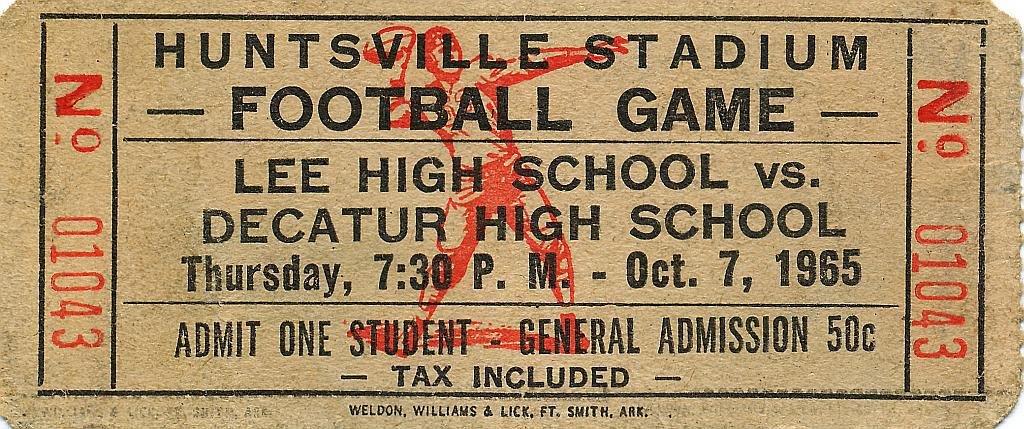 HUNTSVILLE STADIUM
— FOOTBALL GAME —
LEE HIGH SCHOOL vs.
DECATUR HIGH SCHOOL
Thursday, 7:30 P. M. - Oct. 7, 1965
ADMIT ONE STUDENT - GENERAL ADMISSION 50c
— TAX INCLUDED —
WELDON, WILLIAMS & LICK, FT. SMITH, ARK.
No. 01043
No. 01043